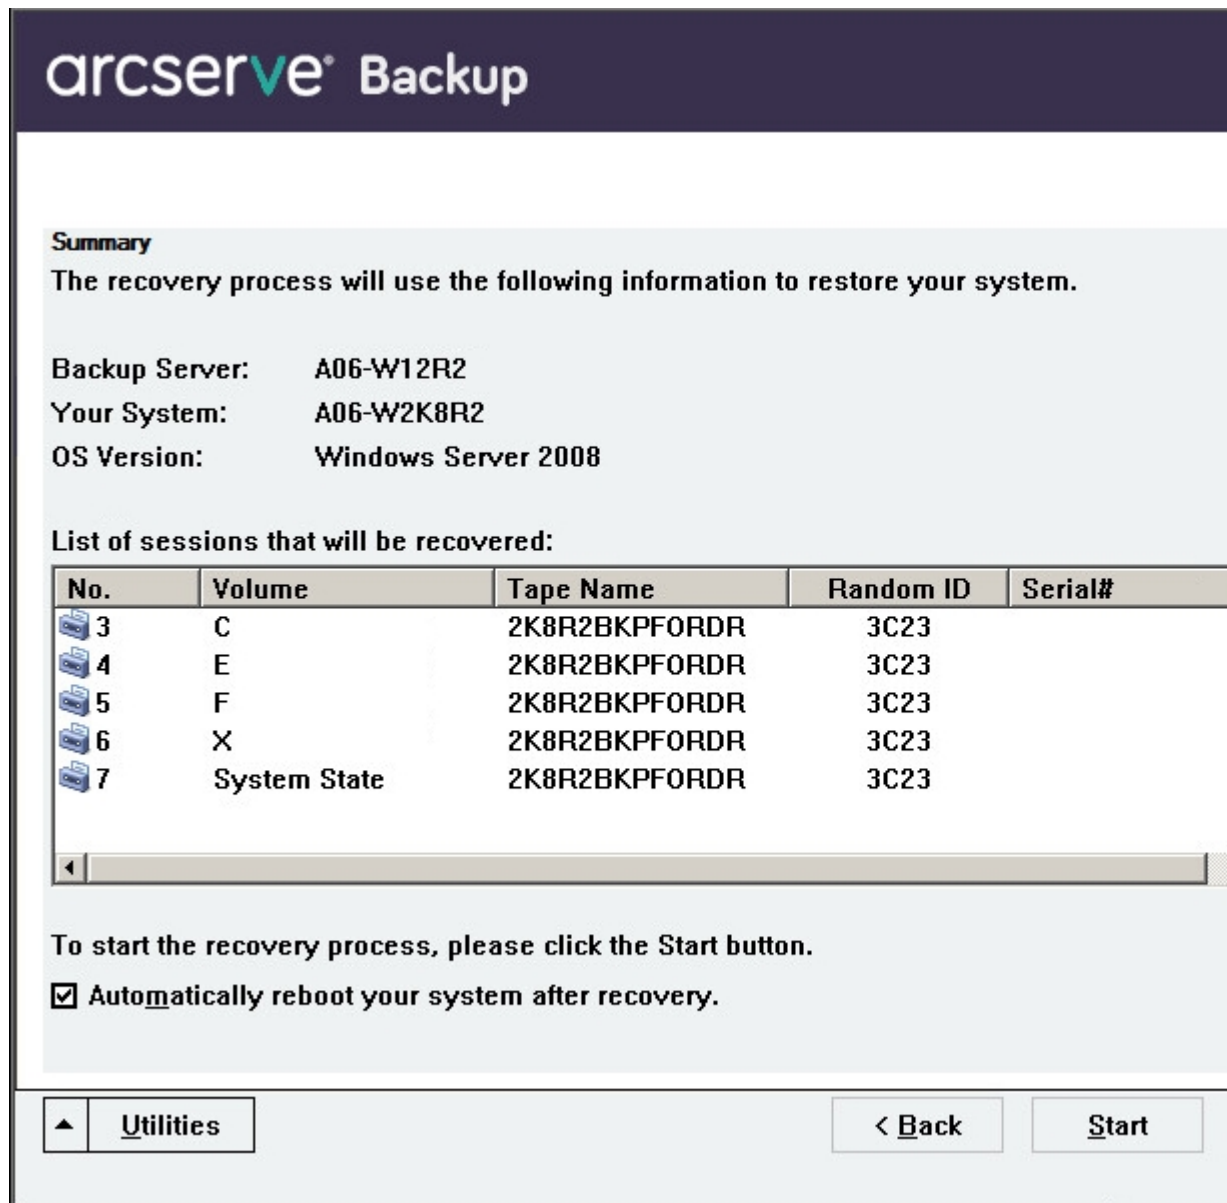 arcserve® Backup
Summary
The recovery process will use the following information to restore your system.
Backup Server: A06-W12R2
Your System: A06-W2K8R2
OS Version: Windows Server 2008
List of sessions that will be recovered:
No. Volume Tape Name Random ID Serial#
3 C 2K8R2BKPFORDR 3C23
4 E 2K8R2BKPFORDR 3C23
5 F 2K8R2BKPFORDR 3C23
6 X 2K8R2BKPFORDR 3C23
7 System State 2K8R2BKPFORDR 3C23
To start the recovery process, please click the Start button.
Automatically reboot your system after recovery.
Utilities < Back Start